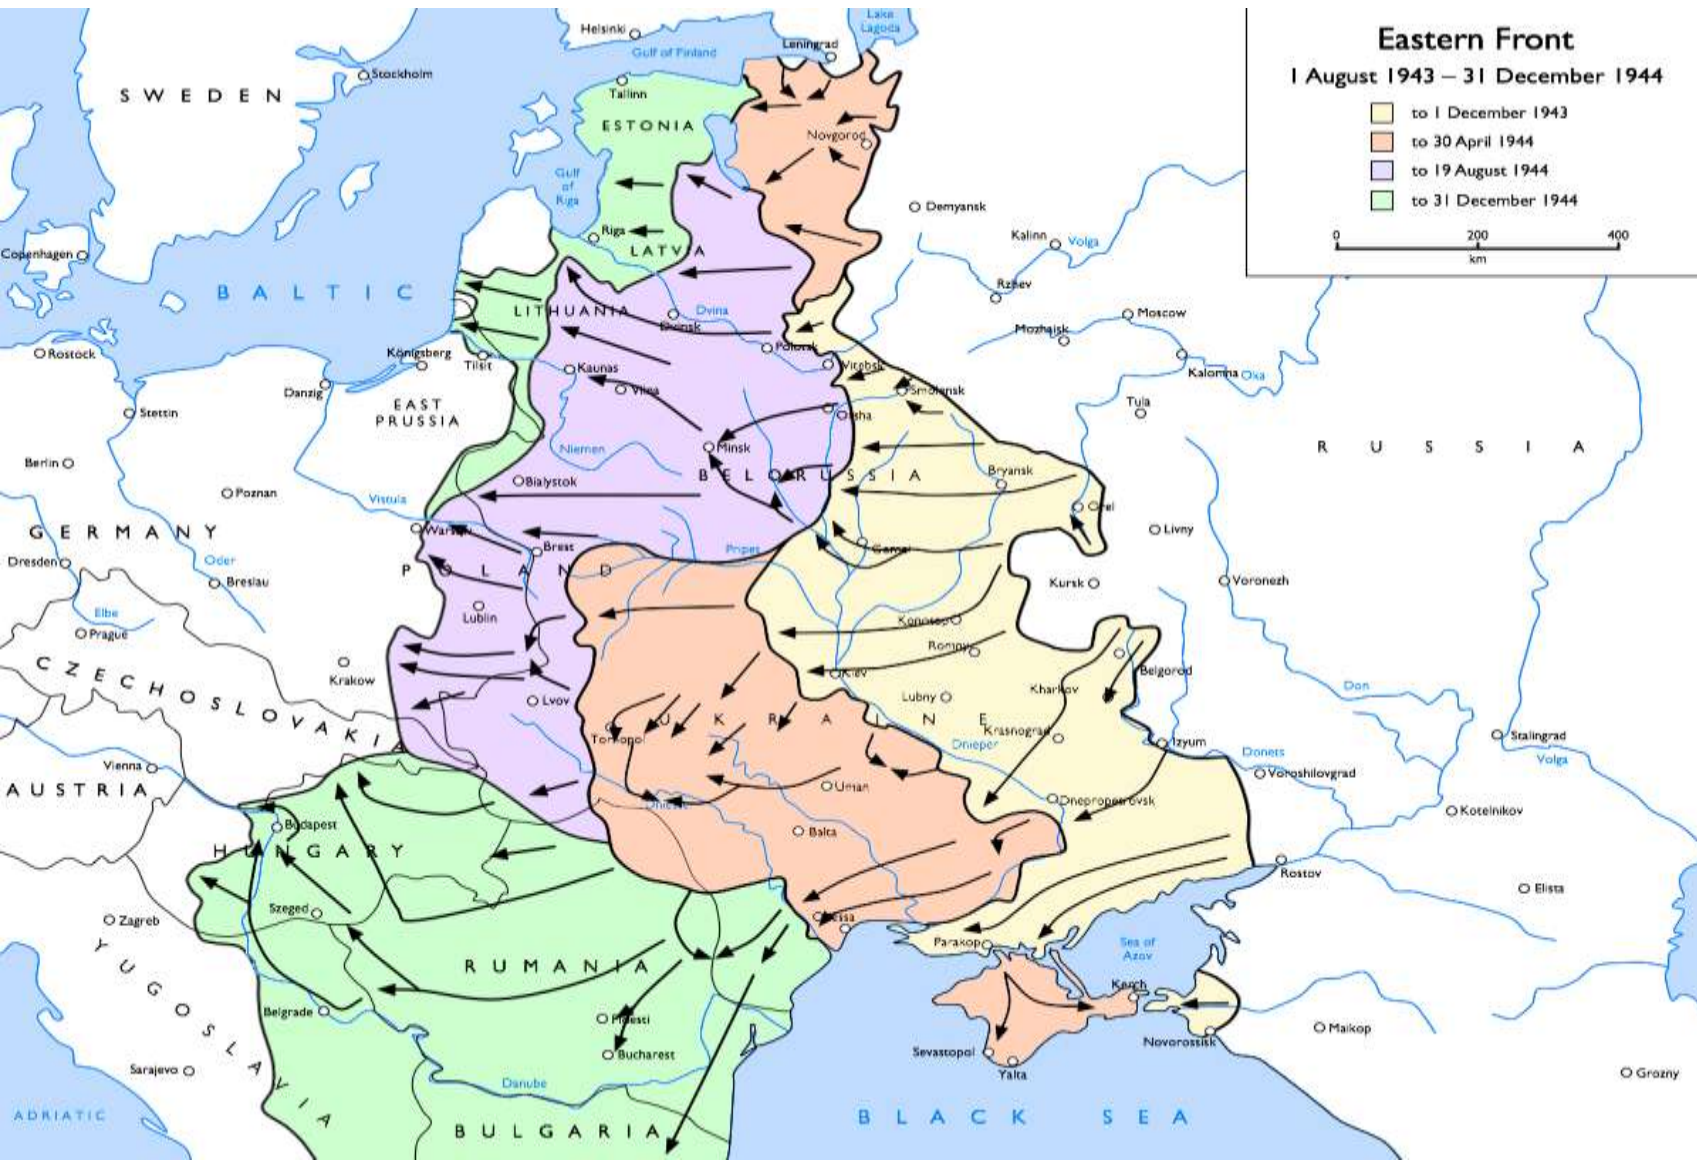 Eastern Front
1 August 1943 – 31 December 1944
to 1 December 1943
to 30 April 1944
to 19 August 1944
to 31 December 1944
0 200 400
km
Lake
Lagoda
Helsinki
Gulf of Finland
Leningrad
Stockholm
SWEDEN
Tallinn
ESTONIA
Novgorod
Gulf
of
Riga
Demyansk
Riga
LATVIA
Kalinn
Volga
Copenhagen
BALTIC
Rzhev
LITHUANIA
Dvina
Dvinsk
Moscow
Mozhaisk
Rostock
Königsberg
Tilsit
Polotsk
Vitebsk
Kaunas
Vilna
Smolensk
Kalomna
Oka
Danzig
Stettin
EAST
PRUSSIA
Orsha
Tula
Niemen
Minsk
RUSSIA
Berlin
BELORUSSIA
Bryansk
Bialystok
Poznan
Vistula
Orel
GERMANY
Warsaw
Livny
Oder
Dresden
Brest
Pripet
Gomel
POLAND
Breslau
Kursk
Voronezh
Elbe
Lublin
Konotop
Prague
Romny
CZECHOSLOVAKIA
Krakow
Kiev
Belgorod
Kharkov
Don
Lvov
Lubny
UKRAINE
Krasnograd
Tornopol
Dnieper
Izyum
Donets
Stalingrad
Volga
Vienna
Voroshilovgrad
AUSTRIA
Uman
Dniester
Dnepropetrovsk
Kotelnikov
Budapest
Balta
HUNGARY
Rostov
Elista
Szeged
Odessa
Zagreb
Parakop
Sea of
Azov
YUGOSLAVIA
RUMANIA
Kerch
Belgrade
Ploesti
Maikop
Novorossisk
Bucharest
Sevastopol
Yalta
Sarajevo
Danube
Grozny
ADRIATIC
BLACK SEA
BULGARIA